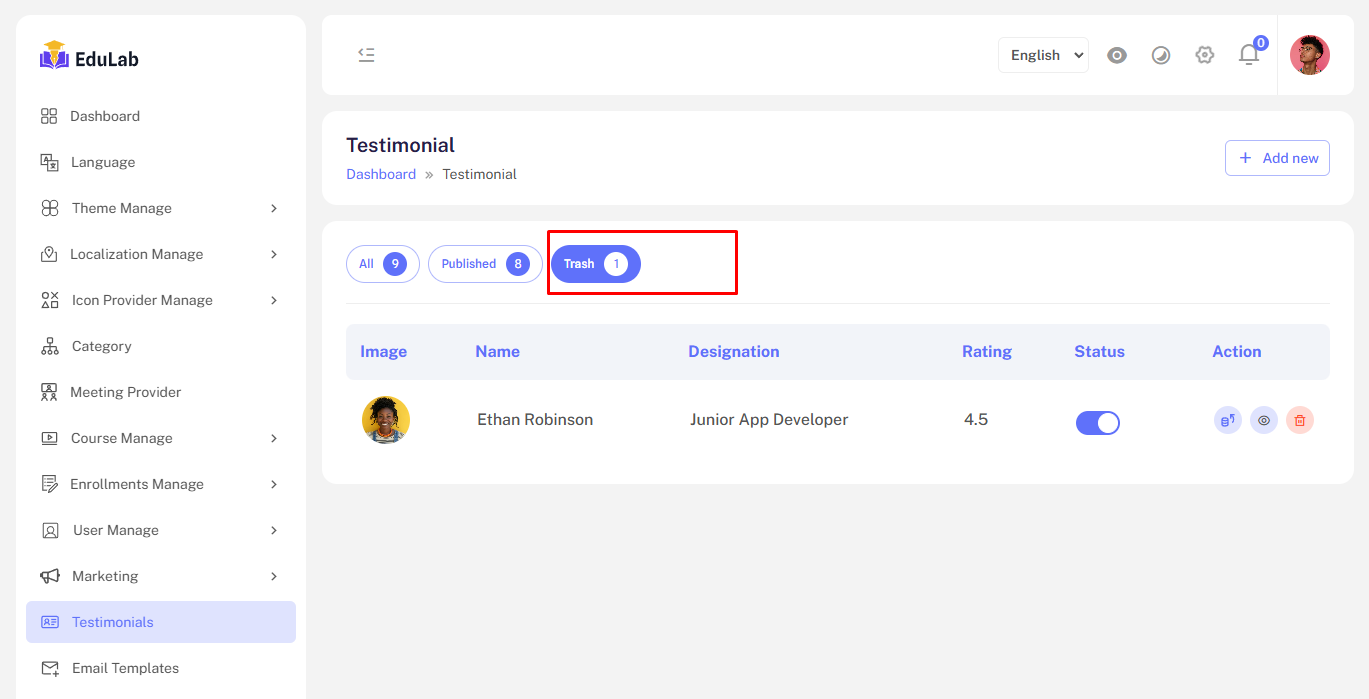 EduLab
Dashboard
Language
Theme Manage
Localization Manage
Icon Provider Manage
Category
Meeting Provider
Course Manage
Enrollments Manage
User Manage
Marketing
Testimonials
Email Templates
English
0
Testimonial
Dashboard » Testimonial
+ Add new
All 9 Published 8 Trash 1
Image Name Designation Rating Status Action
Ethan Robinson Junior App Developer 4.5